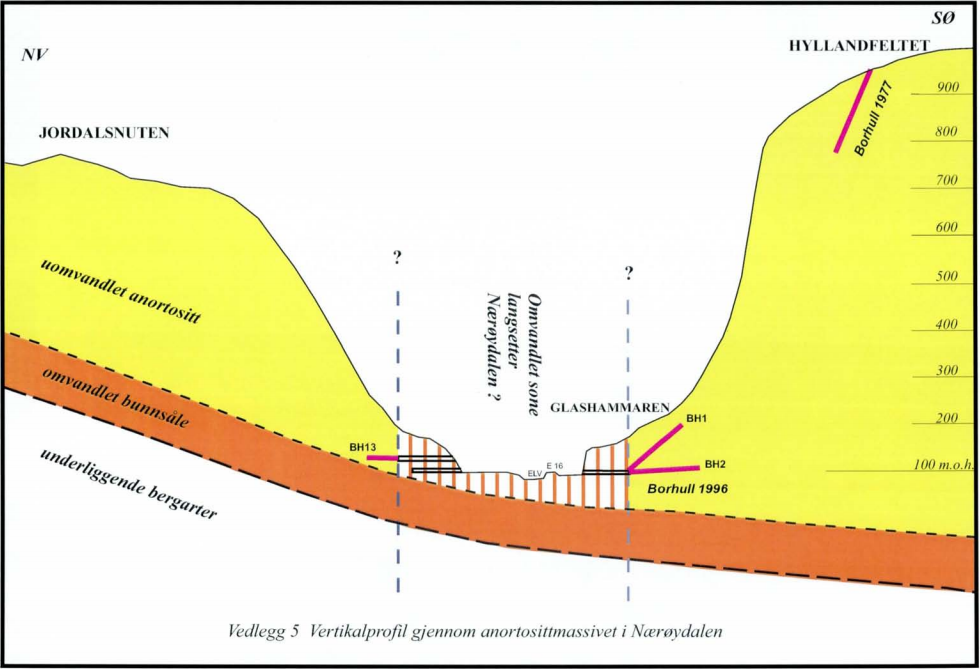 NV
SØ
HYLLANDFELTET
JORDALSNUTEN
Borhull 1977
900
800
700
600
500
400
300
200
100 m.o.h.
?
?
uomvandlet anortositt
Omvandlet sone
langsetter
Nærøydalen ?
omvandlet bunnsåle
GLASHAMMAREN
BH1
BH13
BH2
ELV
E 16
Borhull 1996
underliggende bergarter
Vedlegg 5 Vertikalprofil gjennom anortosittmassivet i Nærøydalen